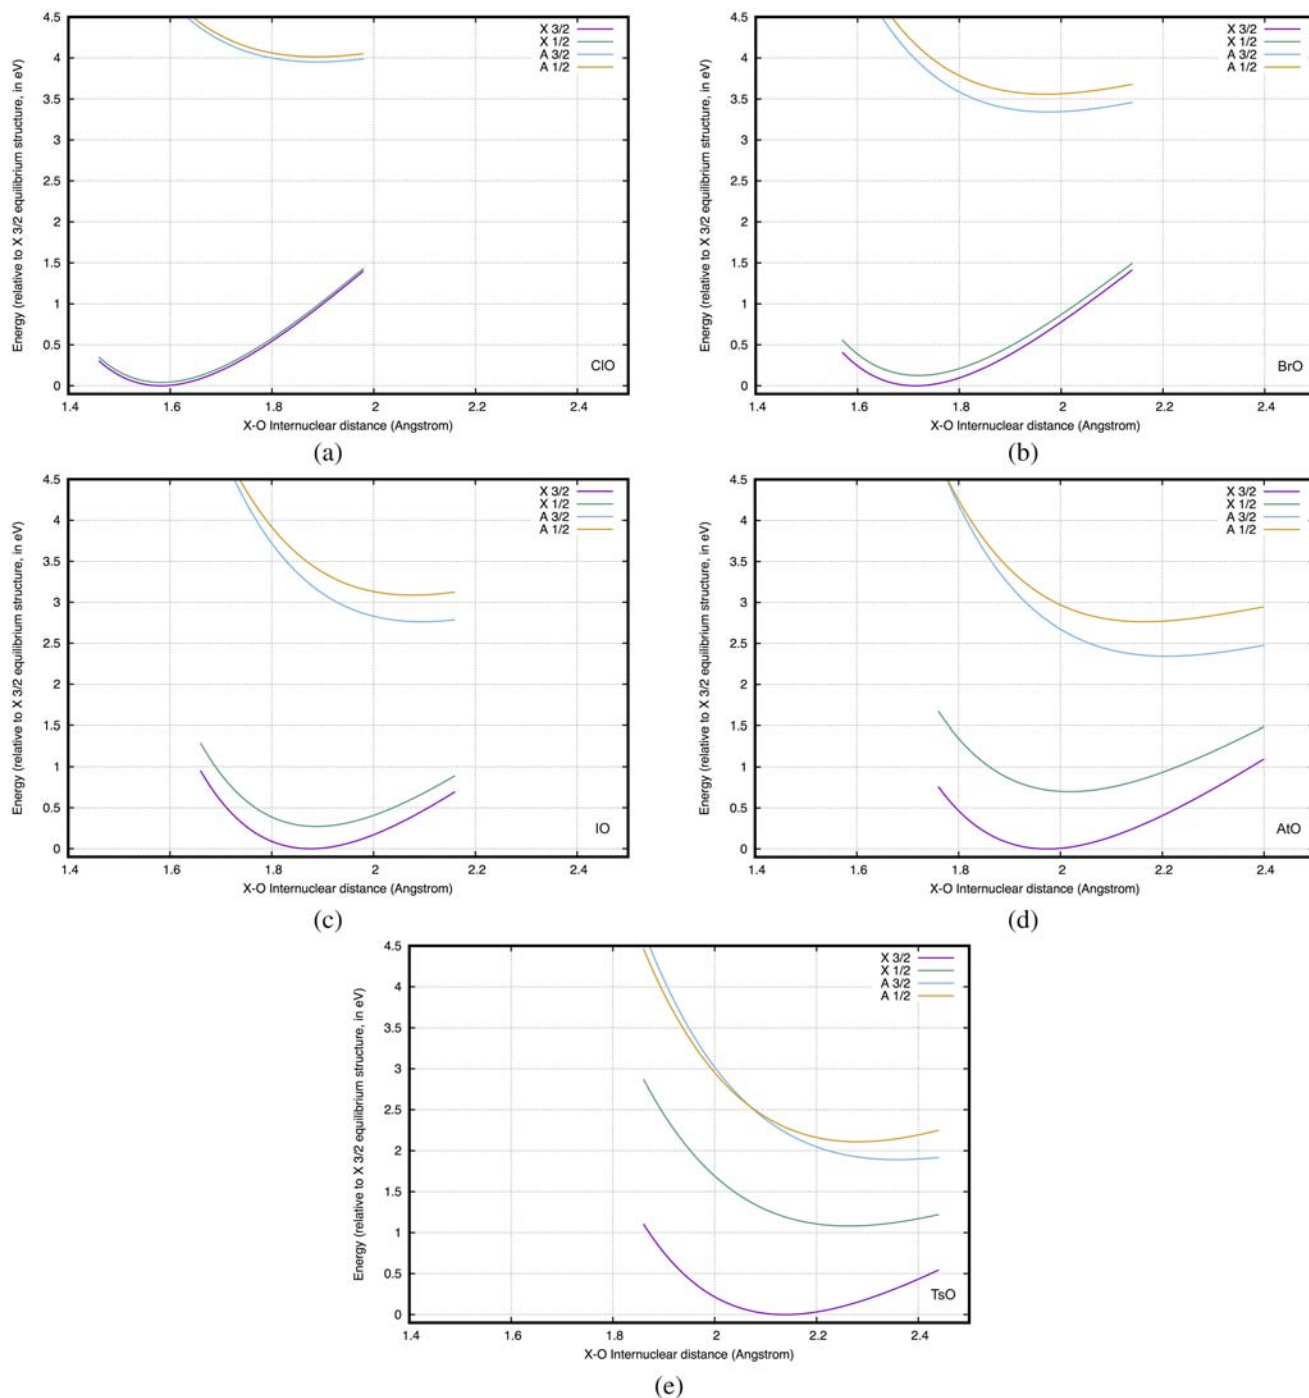 4.5
4
3.5
3
2.5
2
1.5
1
0.5
0
Energy (relative to X 3/2 equilibrium structure, in eV)
X 3/2
X 1/2
A 3/2
A 1/2
ClO
1.4 1.6 1.8 2 2.2 2.4
X-O Internuclear distance (Angstrom)
(a)
4.5
4
3.5
3
2.5
2
1.5
1
0.5
0
Energy (relative to X 3/2 equilibrium structure, in eV)
X 3/2
X 1/2
A 3/2
A 1/2
BrO
1.4 1.6 1.8 2 2.2 2.4
X-O Internuclear distance (Angstrom)
(b)
4.5
4
3.5
3
2.5
2
1.5
1
0.5
0
Energy (relative to X 3/2 equilibrium structure, in eV)
X 3/2
X 1/2
A 3/2
A 1/2
IO
1.4 1.6 1.8 2 2.2 2.4
X-O Internuclear distance (Angstrom)
(c)
4.5
4
3.5
3
2.5
2
1.5
1
0.5
0
Energy (relative to X 3/2 equilibrium structure, in eV)
X 3/2
X 1/2
A 3/2
A 1/2
AtO
1.4 1.6 1.8 2 2.2 2.4
X-O Internuclear distance (Angstrom)
(d)
4.5
4
3.5
3
2.5
2
1.5
1
0.5
0
Energy (relative to X 3/2 equilibrium structure, in eV)
X 3/2
X 1/2
A 3/2
A 1/2
TsO
1.4 1.6 1.8 2 2.2 2.4
X-O Internuclear distance (Angstrom)
(e)